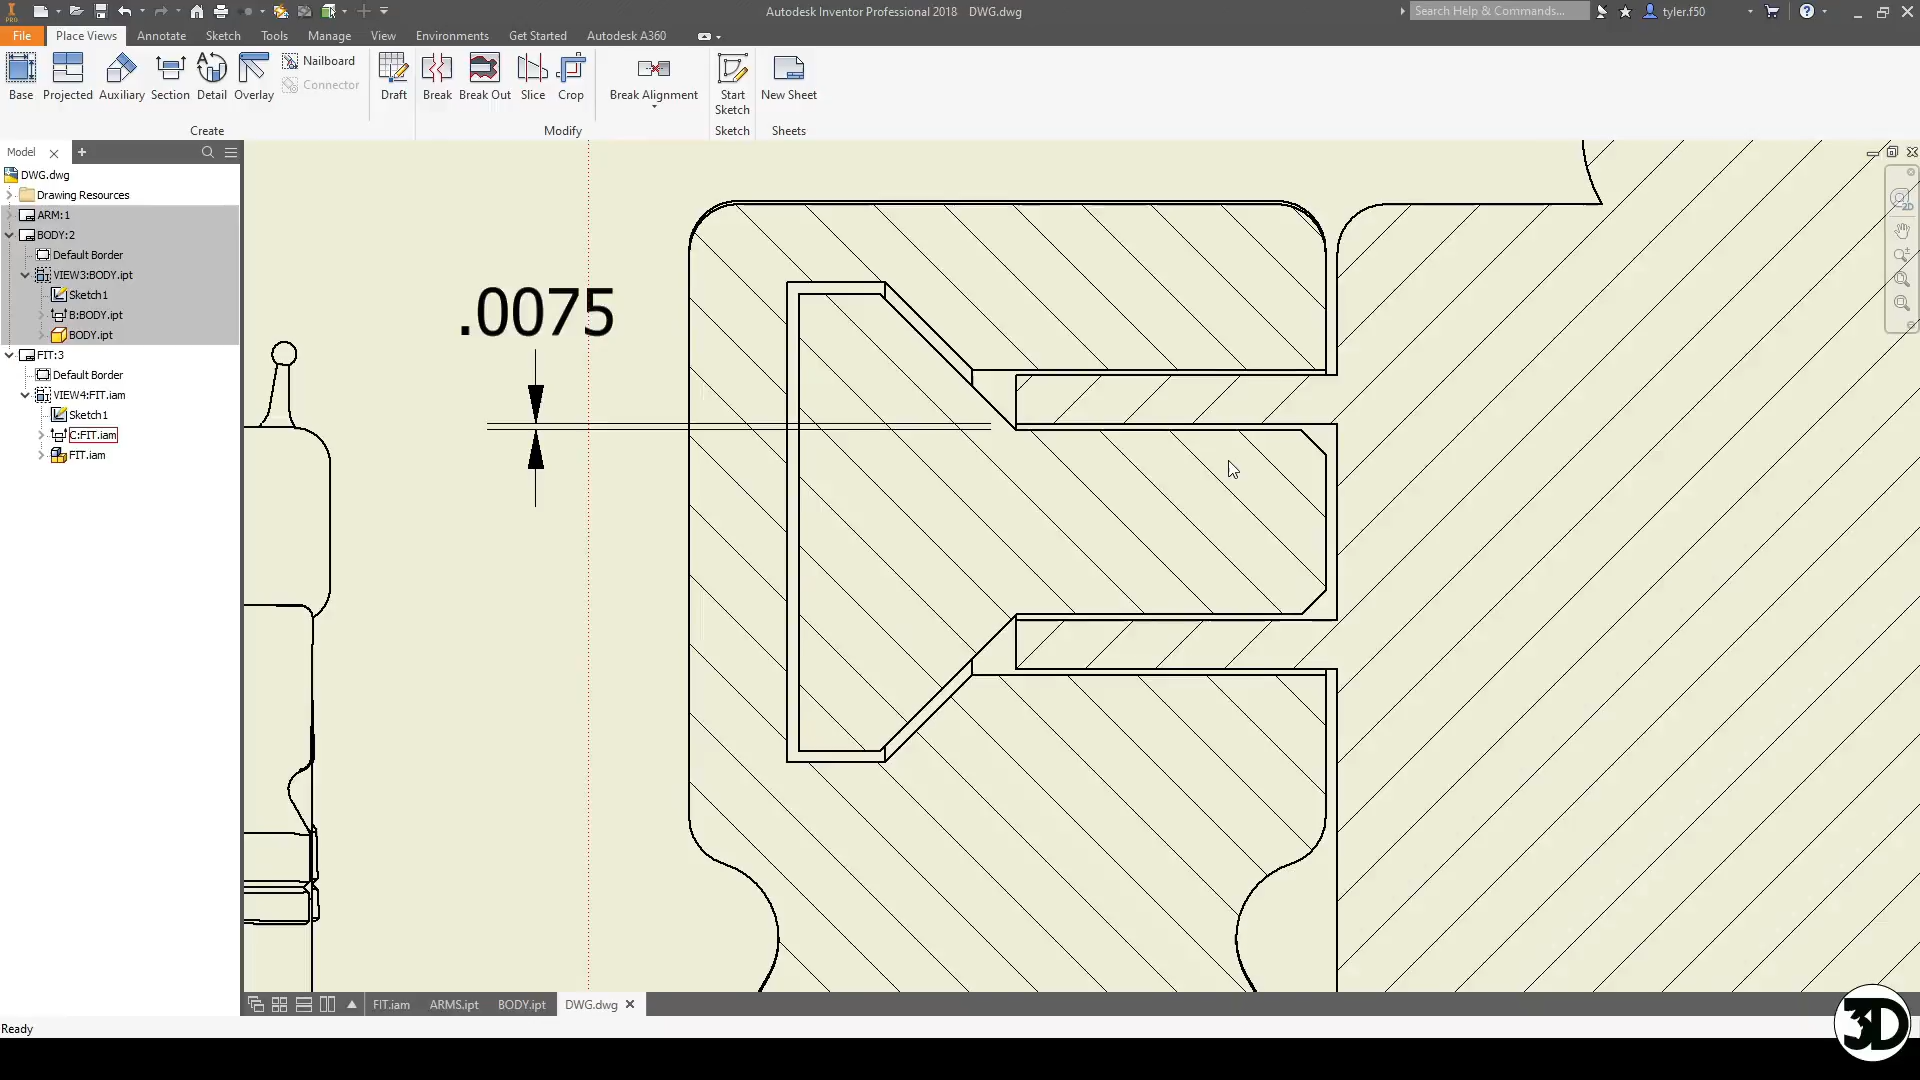 PRO
Autodesk Inventor Professional 2018 DWG.dwg
Search Help & Commands...
tyler.f50
File
Place Views
Annotate
Sketch
Tools
Manage
View
Environments
Get Started
Autodesk A360
Base
Projected
Auxiliary
Section
Detail
Overlay
Nailboard
Connector
Draft
Break
Break Out
Slice
Crop
Break Alignment
Start
Sketch
New Sheet
Create
Modify
Sketch
Sheets
Model
DWG.dwg
Drawing Resources
ARM:1
BODY:2
Default Border
VIEW3:BODY.ipt
Sketch1
B:BODY.ipt
BODY.ipt
FIT:3
Default Border
VIEW4:FIT.iam
Sketch1
C:FIT.iam
FIT.iam
.0075
2D
FIT.iam
ARMS.ipt
BODY.ipt
DWG.dwg
Ready
3D